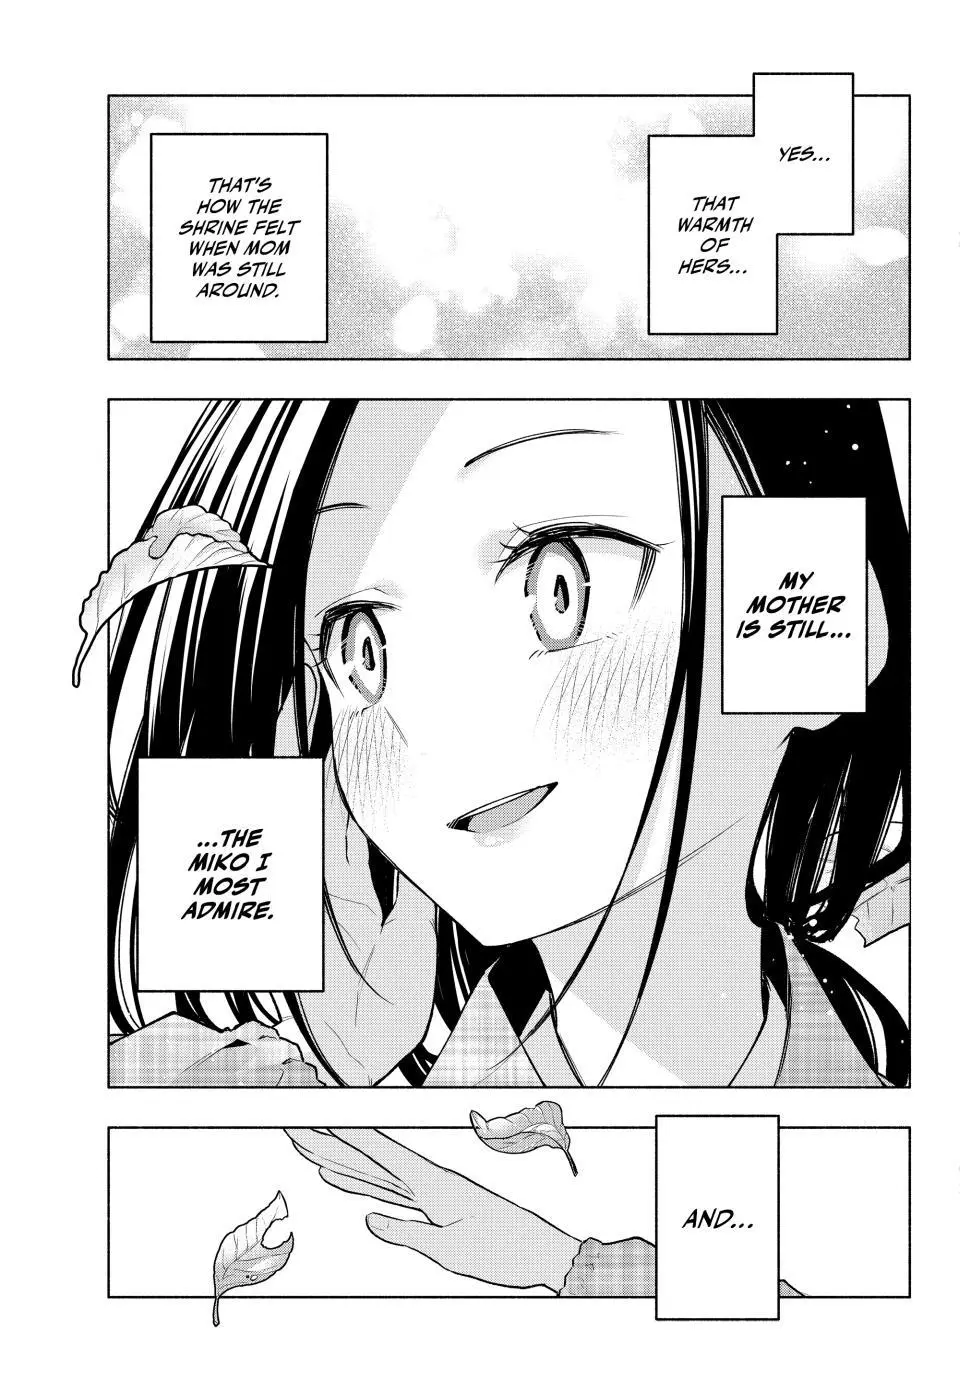 YES...
THAT
WARMTH
OF
HERS...
THAT'S
HOW THE
SHRINE FELT
WHEN MOM
WAS STILL
AROUND.
MY
MOTHER
IS STILL...
...THE
MIKO I
MOST
ADMIRE.
AND...